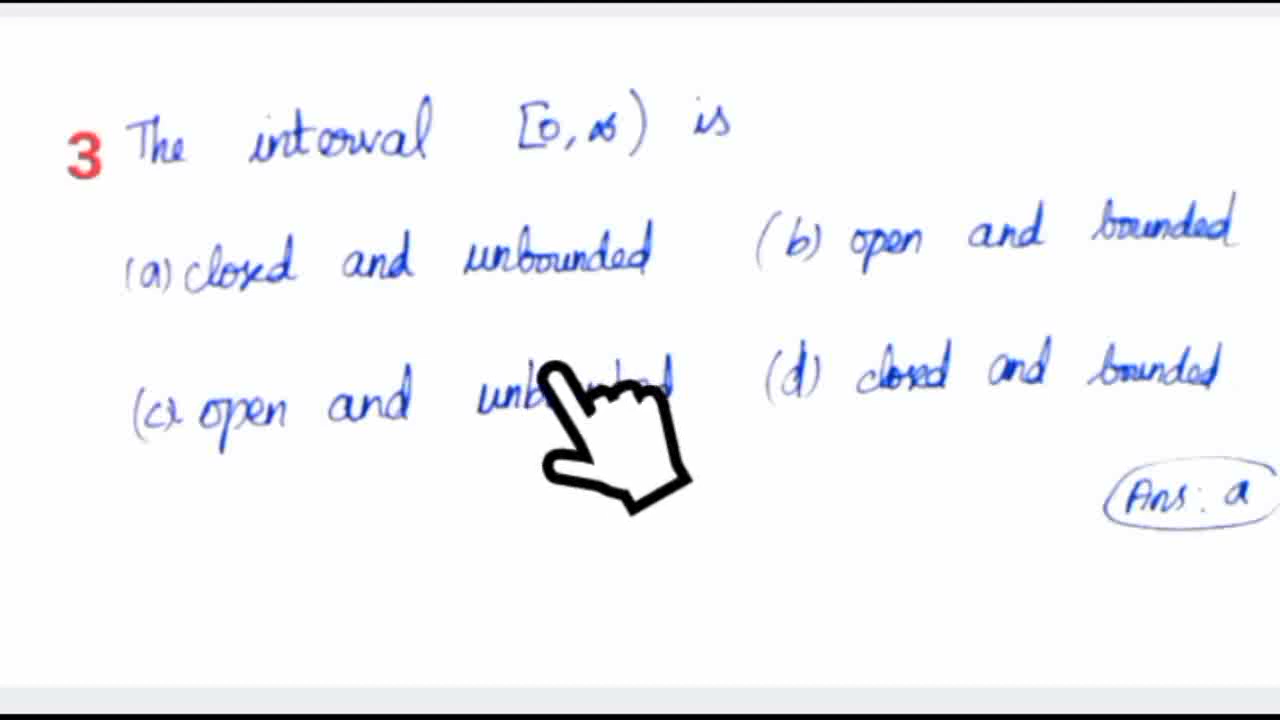 3 The interval [0, ∞) is
(a) closed and unbounded (b) open and bounded
(c) open and (d) closed and bounded
Ans: a